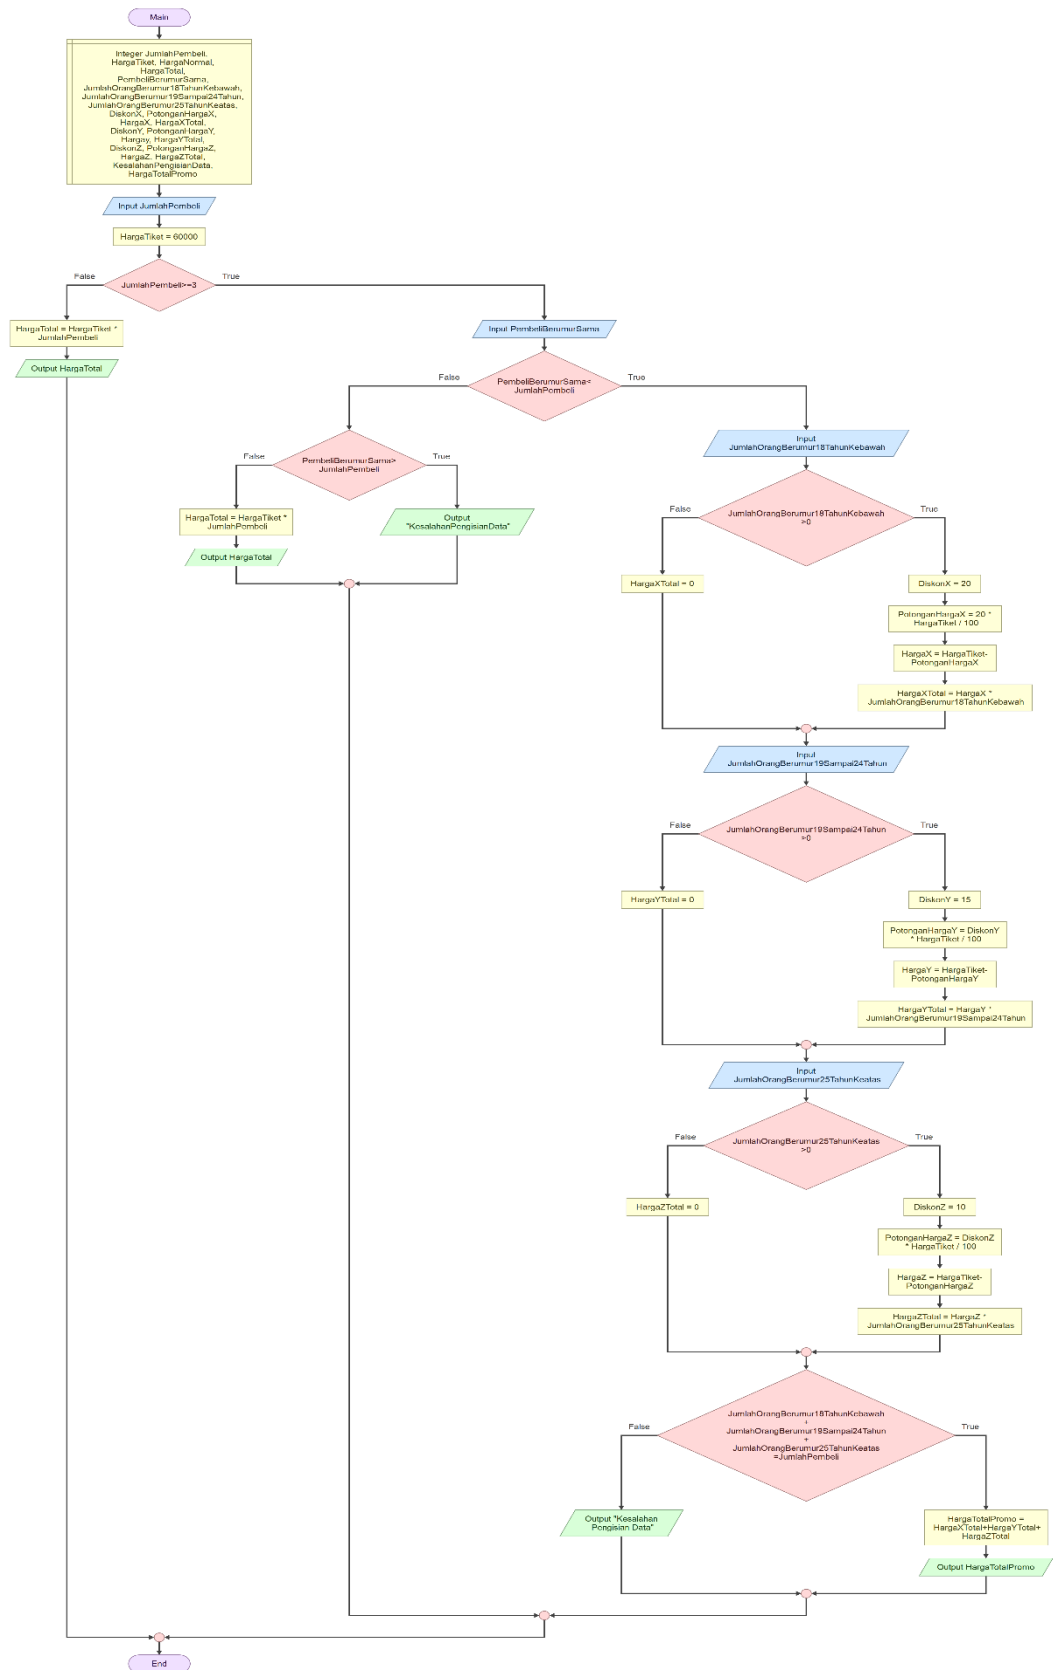 Main
Integer JumlahPembeli,
HargaTiket, HargaNormal,
HargaTotal,
PembeliBerumurSama,
JumlahOrangBerumur18TahunKebawah,
JumlahOrangBerumur19Sampai24Tahun,
JumlahOrangBerumur25TahunKeatas,
DiskonX, PotonganHargaX,
HargaX, HargaXTotal,
DiskonY, PotonganHargaY,
Hargay, HargaYTotal,
DiskonZ, PotonganHargaZ,
HargaZ, HargaZTotal,
KesalahanPengisianData,
HargaTotalPromo
Input JumlahPembeli
HargaTiket = 60000
False
JumlahPembeli>=3
True
HargaTotal = HargaTiket *
JumlahPembeli
Output HargaTotal
Input PembeliBerumurSama
False
PembeliBerumurSama<
JumlahPembeli
True
False
PembeliBerumurSama>
JumlahPembeli
True
HargaTotal = HargaTiket *
JumlahPembeli
Output HargaTotal
Output
"KesalahanPengisianData"
Input
JumlahOrangBerumur18TahunKebawah
False
JumlahOrangBerumur18TahunKebawah
>0
True
HargaXTotal = 0
DiskonX = 20
PotonganHargaX = 20 *
HargaTiket / 100
HargaX = HargaTiket-
PotonganHargaX
HargaXTotal = HargaX *
JumlahOrangBerumur18TahunKebawah
Input
JumlahOrangBerumur19Sampai24Tahun
False
JumlahOrangBerumur19Sampai24Tahun
>0
True
HargaYTotal = 0
DiskonY = 15
PotonganHargaY = DiskonY
* HargaTiket / 100
HargaY = HargaTiket-
PotonganHargaY
HargaYTotal = HargaY *
JumlahOrangBerumur19Sampai24Tahun
Input
JumlahOrangBerumur25TahunKeatas
False
JumlahOrangBerumur25TahunKeatas
>0
True
HargaZTotal = 0
DiskonZ = 10
PotonganHargaZ = DiskonZ
* HargaTiket / 100
HargaZ = HargaTiket-
PotonganHargaZ
HargaZTotal = HargaZ *
JumlahOrangBerumur25TahunKeatas
False
JumlahOrangBerumur18TahunKebawah
+
JumlahOrangBerumur19Sampai24Tahun
+
JumlahOrangBerumur25TahunKeatas
=JumlahPembeli
True
Output "Kesalahan
Pengisian Data"
HargaTotalPromo =
HargaXTotal+HargaYTotal+
HargaZTotal
Output HargaTotalPromo
End